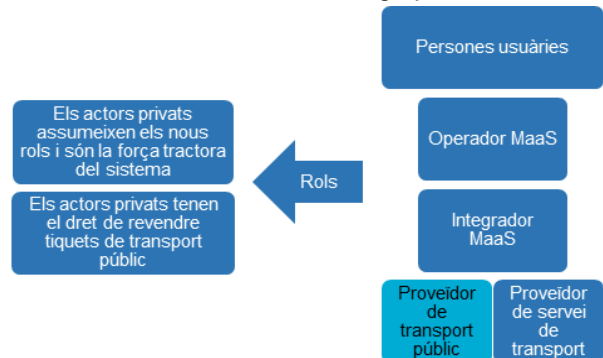 Persones usuàries
Els actors privats
assumeixen els nous
rols i són la força tractora
del sistema
Els actors privats tenen
el dret de revendre
tiquets de transport
públic
Rols
Operador MaaS
Integrador
MaaS
Proveïdor
de
transport
públic
Proveïdor
de servei
de
transport